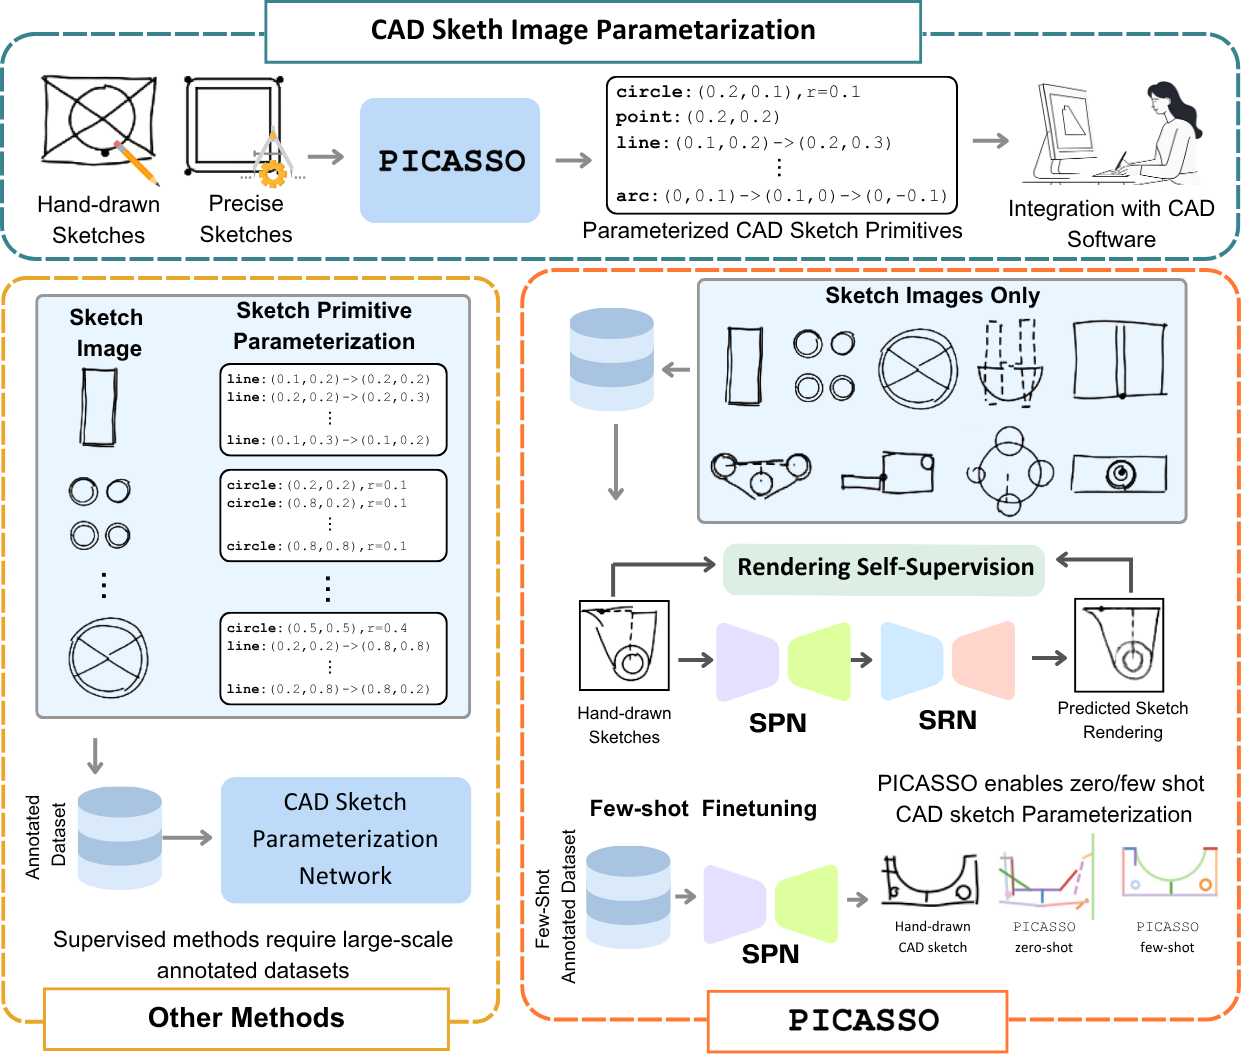 CAD Sketh Image Parametarization
PICASSO
circle:(0.2,0.1),r=0.1
point:(0.2,0.2)
line:(0.1,0.2)->(0.2,0.3)
⋮
arc:(0,0.1)->(0.1,0)->(0,-0.1)
Hand-drawn
Sketches
Precise
Sketches
Parameterized CAD Sketch Primitives
Integration with CAD
Software
Sketch
Image
Sketch Primitive
Parameterization
line:(0.1,0.2)->(0.2,0.2)
line:(0.2,0.2)->(0.2,0.3)
⋮
line:(0.1,0.3)->(0.1,0.2)
circle:(0.2,0.2),r=0.1
circle:(0.8,0.2),r=0.1
⋮
circle:(0.8,0.8),r=0.1
⋮
⋮
circle:(0.5,0.5),r=0.4
line:(0.2,0.2)->(0.8,0.8)
⋮
line:(0.2,0.8)->(0.8,0.2)
Annotated
Dataset
CAD Sketch
Parameterization
Network
Supervised methods require large-scale
annotated datasets
Other Methods
Sketch Images Only
Rendering Self-Supervision
Hand-drawn
Sketches
SPN
SRN
Predicted Sketch
Rendering
Few-shot Finetuning
Few-Shot
Annotated Dataset
SPN
PICASSO enables zero/few shot
CAD sketch Parameterization
Hand-drawn
CAD sketch
PICASSO
zero-shot
PICASSO
few-shot
PICASSO